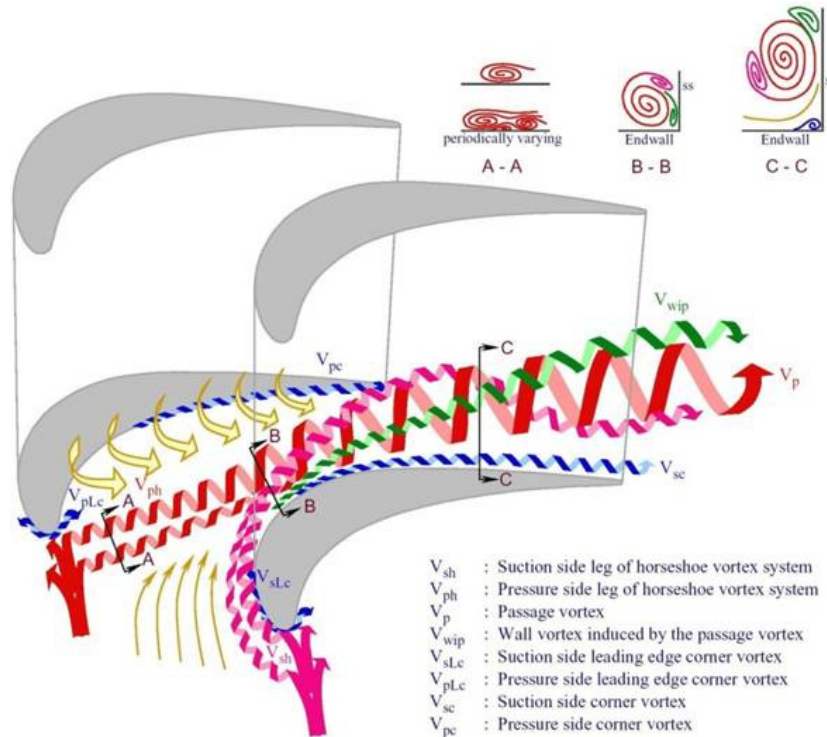 ss
s
periodically varying
Endwall
Endwall
A - A
B - B
C - C
V_wip
V_pc
C
V_p
B
V_ph
V_pLc
A
B
C
V_sc
A
V_sLc
V_sh
V_sh : Suction side leg of horseshoe vortex system
V_ph : Pressure side leg of horseshoe vortex system
V_p : Passage vortex
V_wip : Wall vortex induced by the passage vortex
V_sLc : Suction side leading edge corner vortex
V_pLc : Pressure side leading edge corner vortex
V_sc : Suction side corner vortex
V_pc : Pressure side corner vortex